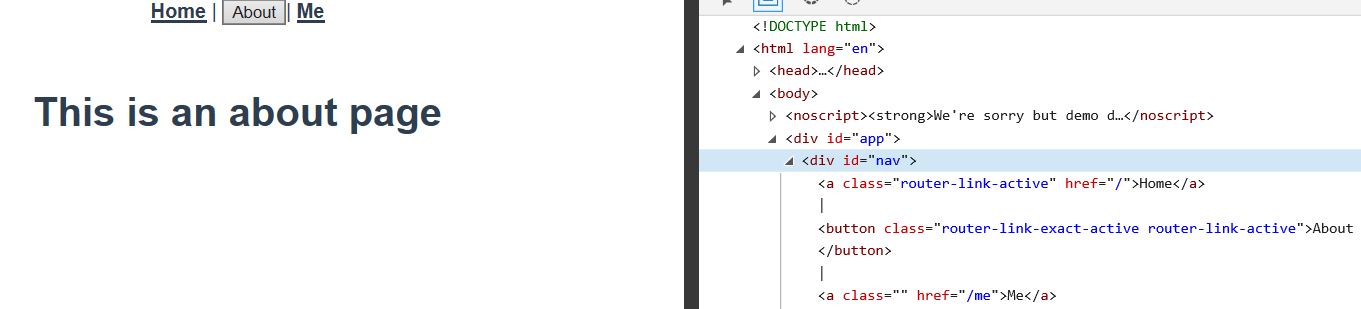 Home | About | Me
This is an about page
<!DOCTYPE html>
<html lang="en">
<head>…</head>
<body>
<noscript><strong>We're sorry but demo d…</noscript>
<div id="app">
<div id="nav">
<a class="router-link-active" href="/">Home</a>
|
<button class="router-link-exact-active router-link-active">About
</button>
|
<a class="" href="/me">Me</a>